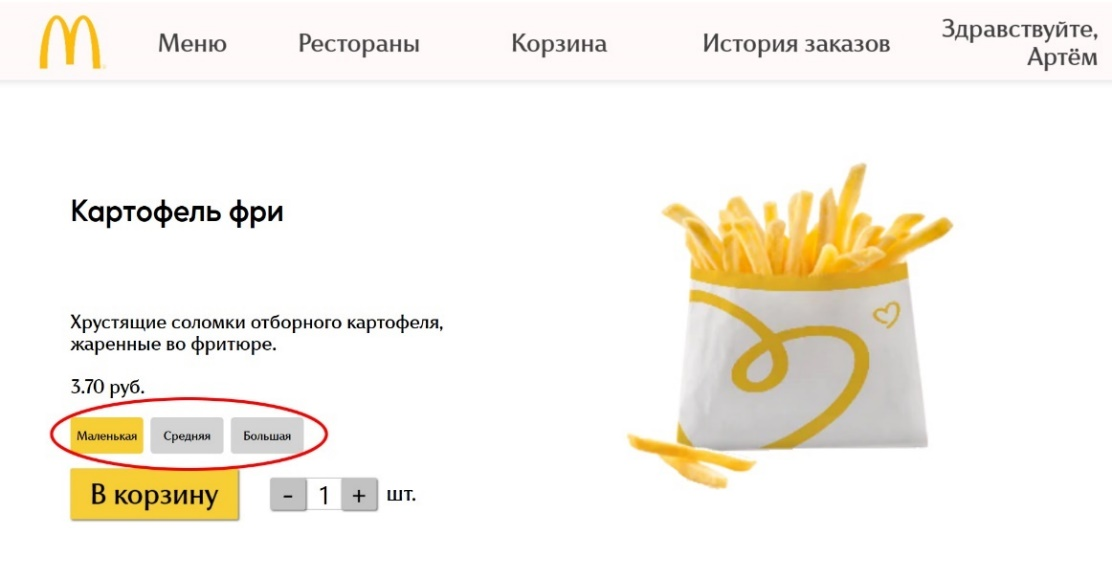 Меню
Рестораны
Корзина
История заказов
Здравствуйте,
Артём
Картофель фри
Хрустящие соломки отборного картофеля,
жаренные во фритюре.
3.70 руб.
Маленькая
Средняя
Большая
В корзину
- 1 + шт.